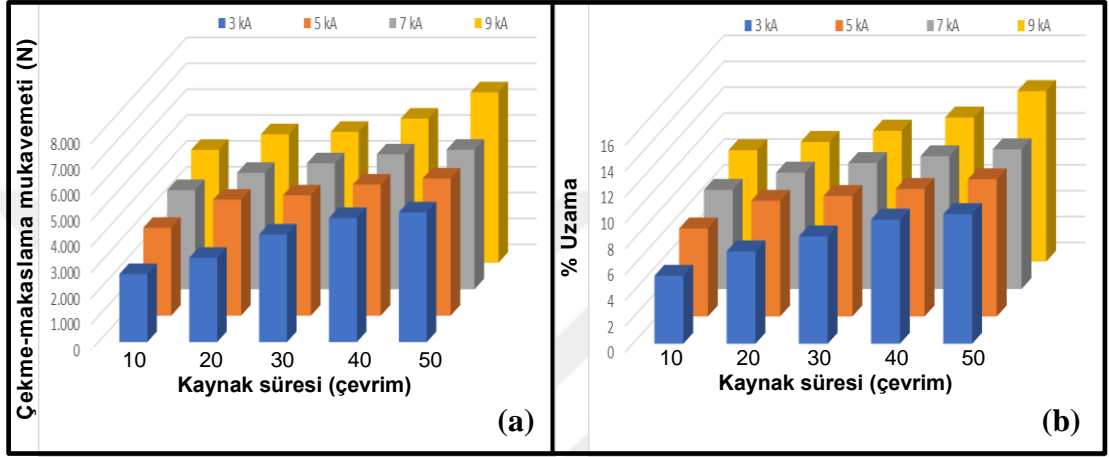 3 kA 5 kA 7 kA 9 kA
Çekme-makaslama mukavemeti (N)
8.000
7.000
6.000
5.000
4.000
3.000
2.000
1.000
0
10 20 30 40 50
Kaynak süresi (çevrim)
(a)
3 kA 5 kA 7 kA 9 kA
% Uzama
16
14
12
10
8
6
4
2
0
10 20 30 40 50
Kaynak süresi (çevrim)
(b)